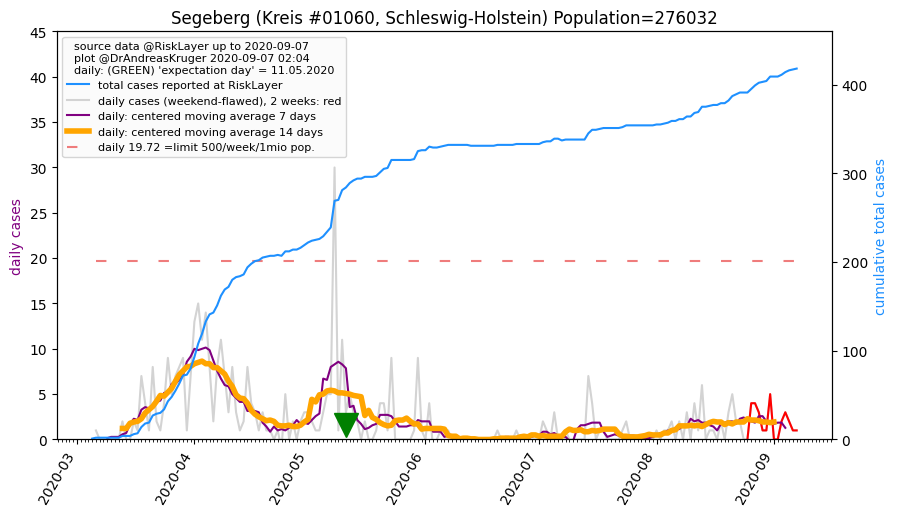 Segeberg (Kreis #01060, Schleswig-Holstein) Population=276032
source data @RiskLayer up to 2020-09-07
plot @DrAndreasKruger 2020-09-07 02:04
daily: (GREEN) 'expectation day' = 11.05.2020
total cases reported at RiskLayer
daily cases (weekend-flawed), 2 weeks: red
daily: centered moving average 7 days
daily: centered moving average 14 days
daily 19.72 =limit 500/week/1mio pop.
daily cases
45
40
35
30
25
20
15
10
5
0
400
300
200
100
0
cumulative total cases
2020-03
2020-04
2020-05
2020-06
2020-07
2020-08
2020-09